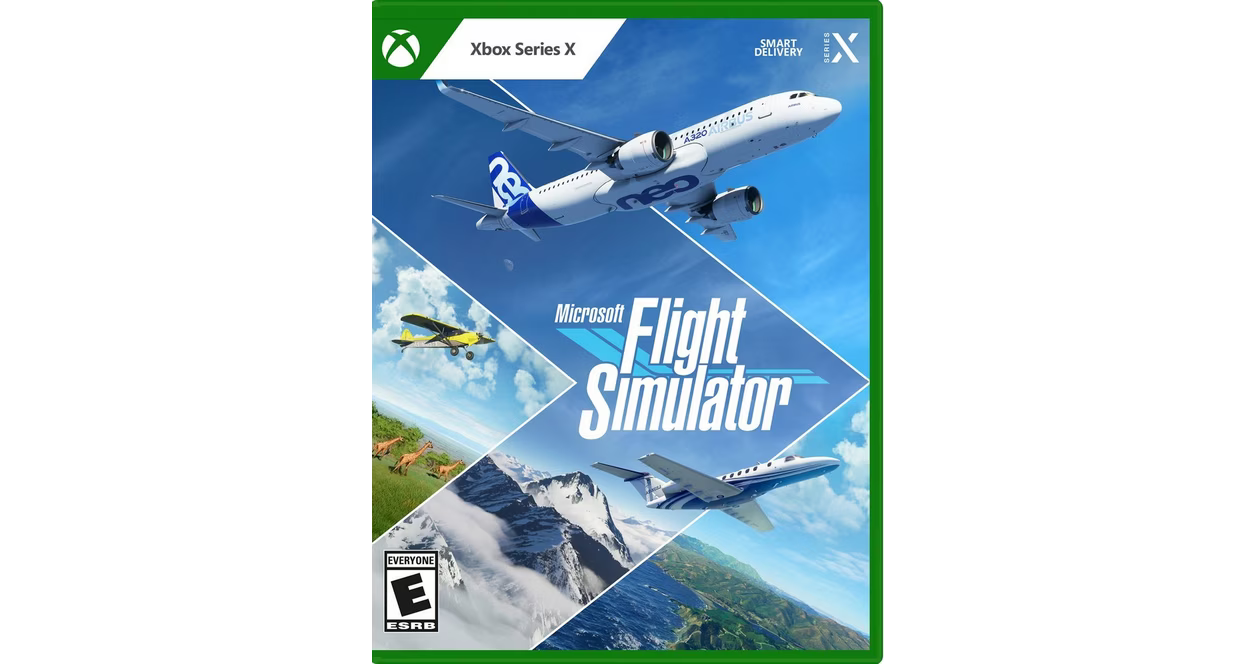 Xbox Series X
SMART
DELIVERY
SERIES X
A320 AIRBUS
neo
Microsoft
Flight
Simulator
EVERYONE
E
ESRB